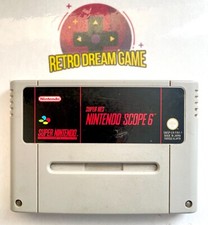 RETRO DREAM GAME
Nintendo
SUPER NES
NINTENDO SCOPE 6
SUPER NINTENDO